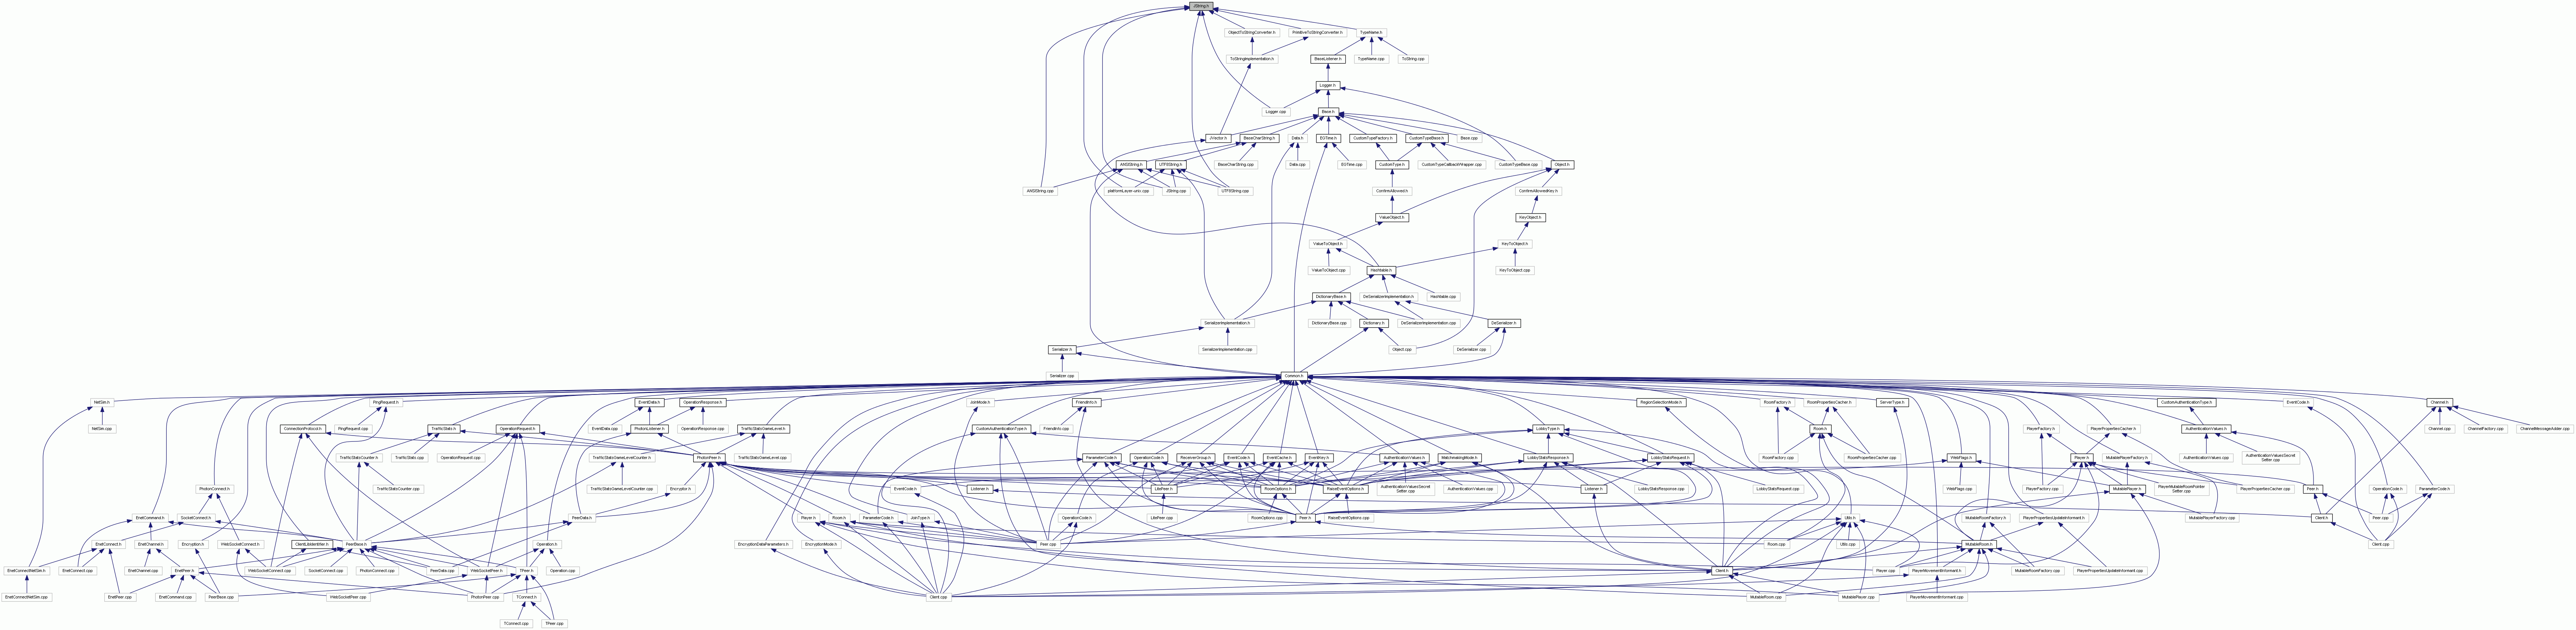 JString.h
ObjectToStringConverter.h
PrimitiveToStringConverter.h
TypeName.h
ToStringImplementation.h
BaseListener.h
TypeName.cpp
ToString.cpp
Logger.h
Logger.cpp
Base.h
JVector.h
BaseCharString.h
Data.h
EGTime.h
CustomTypeFactory.h
CustomTypeBase.h
Base.cpp
ANSIString.h
UTF8String.h
BaseCharString.cpp
Data.cpp
EGTime.cpp
CustomType.h
CustomTypeCallbackWrapper.cpp
CustomTypeBase.cpp
Object.h
ANSIString.cpp
platformLayer-unix.cpp
JString.cpp
UTF8String.cpp
ConfirmAllowed.h
ConfirmAllowedKey.h
ValueObject.h
KeyObject.h
ValueToObject.h
KeyToObject.h
ValueToObject.cpp
Hashtable.h
KeyToObject.cpp
DictionaryBase.h
DeSerializerImplementation.h
Hashtable.cpp
SerializerImplementation.h
DictionaryBase.cpp
Dictionary.h
DeSerializerImplementation.cpp
DeSerializer.h
Serializer.h
SerializerImplementation.cpp
Object.cpp
DeSerializer.cpp
Serializer.cpp
Common.h
NetSim.h
PingRequest.h
EventData.h
OperationResponse.h
JoinMode.h
FriendInfo.h
RegionSelectionMode.h
RoomFactory.h
RoomPropertiesCacher.h
ServerType.h
CustomAuthenticationType.h
EventCode.h
Channel.h
NetSim.cpp
ConnectionProtocol.h
PingRequest.cpp
TrafficStats.h
OperationRequest.h
EventData.cpp
PhotonListener.h
OperationResponse.cpp
TrafficStatsGameLevel.h
CustomAuthenticationType.h
FriendInfo.cpp
LobbyType.h
Room.h
PlayerFactory.h
PlayerPropertiesCacher.h
AuthenticationValues.h
Channel.cpp
ChannelFactory.cpp
ChannelMessageAdder.cpp
TrafficStatsCounter.h
TrafficStats.cpp
OperationRequest.cpp
TrafficStatsGameLevelCounter.h
PhotonPeer.h
TrafficStatsGameLevel.cpp
ParameterCode.h
OperationCode.h
ReceiverGroup.h
EventCode.h
EventCache.h
EventKey.h
AuthenticationValues.h
MatchmakingMode.h
LobbyStatsResponse.h
LobbyStatsRequest.h
RoomFactory.cpp
RoomPropertiesCacher.cpp
WebFlags.h
Player.h
MutablePlayerFactory.h
AuthenticationValues.cpp
AuthenticationValuesSecret
Setter.cpp
PhotonConnect.h
TrafficStatsCounter.cpp
TrafficStatsGameLevelCounter.cpp
Encryptor.h
EventCode.h
Listener.h
LitePeer.h
RoomOptions.h
RaiseEventOptions.h
AuthenticationValuesSecret
Setter.cpp
AuthenticationValues.cpp
Listener.h
LobbyStatsResponse.cpp
LobbyStatsRequest.cpp
WebFlags.cpp
PlayerFactory.cpp
MutablePlayer.h
PlayerMutableRoomFolder
Setter.cpp
PlayerPropertiesCacher.cpp
Peer.h
OperationCode.h
ParameterCode.h
EnetCommand.h
SocketConnect.h
PeerData.h
Player.h
Room.h
ParameterCode.h
JoinType.h
OperationCode.h
LitePeer.cpp
RoomOptions.cpp
Peer.h
RaiseEventOptions.cpp
Utils.h
MutableRoomFactory.h
PlayerPropertiesUpdateInformant.h
MutablePlayerFactory.cpp
Client.h
Peer.cpp
EnetConnect.h
EnetChannel.h
Encryption.h
WebSocketConnect.h
ClientLibIdentifier.h
PeerBase.h
Operation.h
EncryptionDataParameters.h
EncryptionMode.h
Peer.cpp
Room.cpp
Utils.cpp
MutableRoom.h
Client.cpp
EnetConnectNetSim.h
EnetConnect.cpp
EnetChannel.cpp
EnetPeer.h
WebSocketConnect.cpp
SocketConnect.cpp
PhotonConnect.cpp
PeerData.cpp
WebSocketPeer.h
TPeer.h
Operation.cpp
Client.h
Player.cpp
PlayerMovementInformant.h
MutableRoomFactory.cpp
PlayerPropertiesUpdateInformant.cpp
EnetConnectNetSim.cpp
EnetPeer.cpp
EnetCommand.cpp
PeerBase.cpp
WebSocketPeer.cpp
PhotonPeer.cpp
TConnect.h
Client.cpp
MutableRoom.cpp
MutablePlayer.cpp
PlayerMovementInformant.cpp
TConnect.cpp
TPeer.cpp